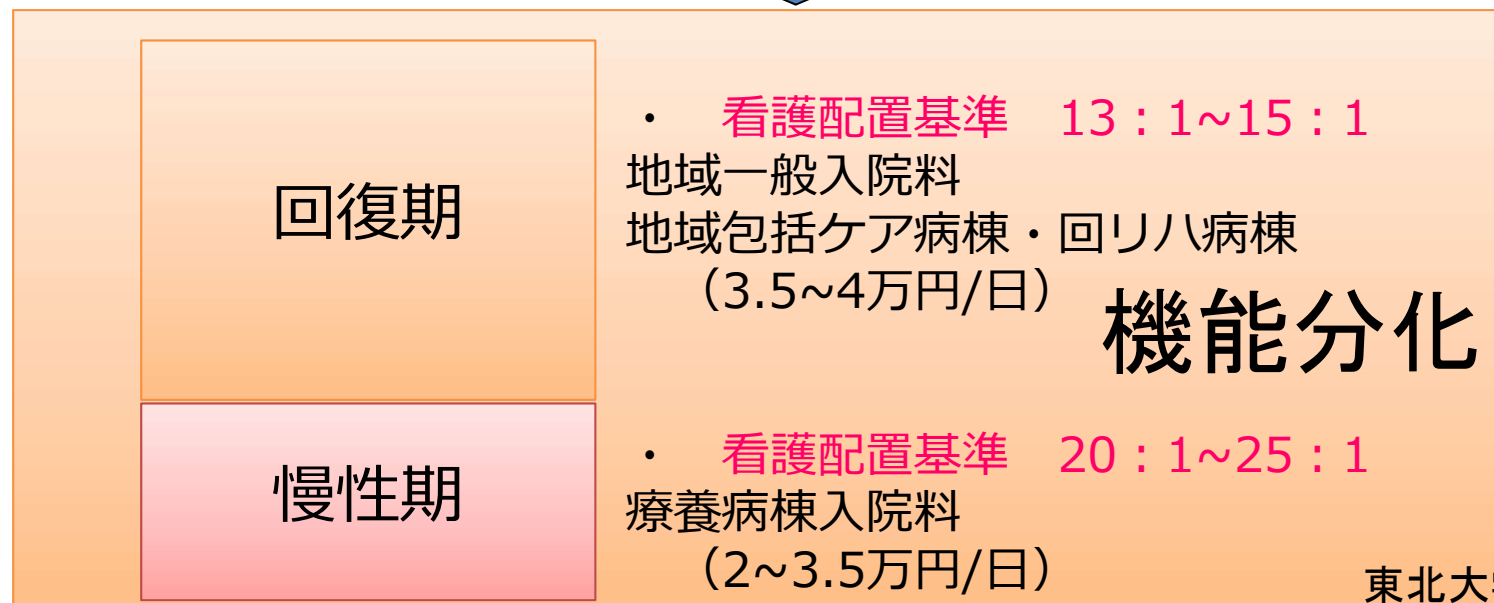 回復期
・　看護配置基準　13：1~15：1
地域一般入院料
地域包括ケア病棟・回リハ病棟
（3.5~4万円/日）
機能分化
慢性期
・　看護配置基準　20：1~25：1
療養病棟入院料
（2~3.5万円/日）
東北大